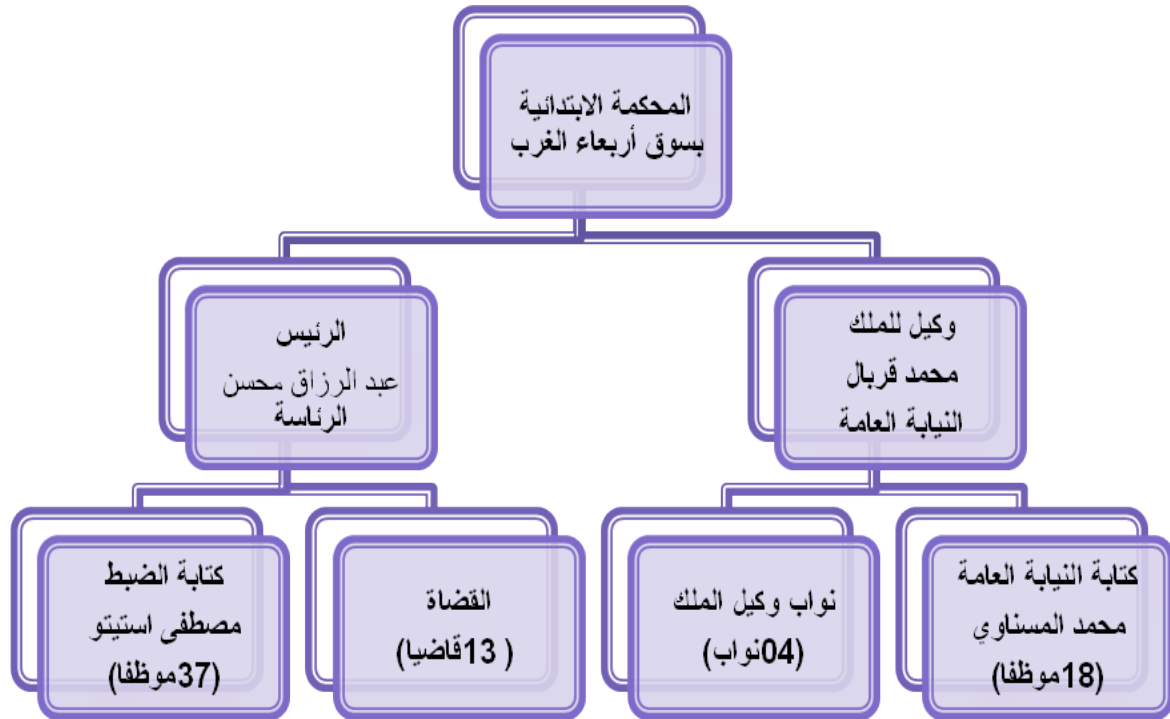 المحكمة الابتدائية
بسوق أربعاء الغرب
وكيل للملك
محمد قربال
النيابة العامة
الرئيس
عبد الرزاق محسن
الرئاسة
كتابة النيابة العامة
محمد المسناوي
(18موظفا)
نواب وكيل الملك
(04نواب)
القضاة
( 13قاضيا)
كتابة الضبط
مصطفى استيتو
(37موظفا)